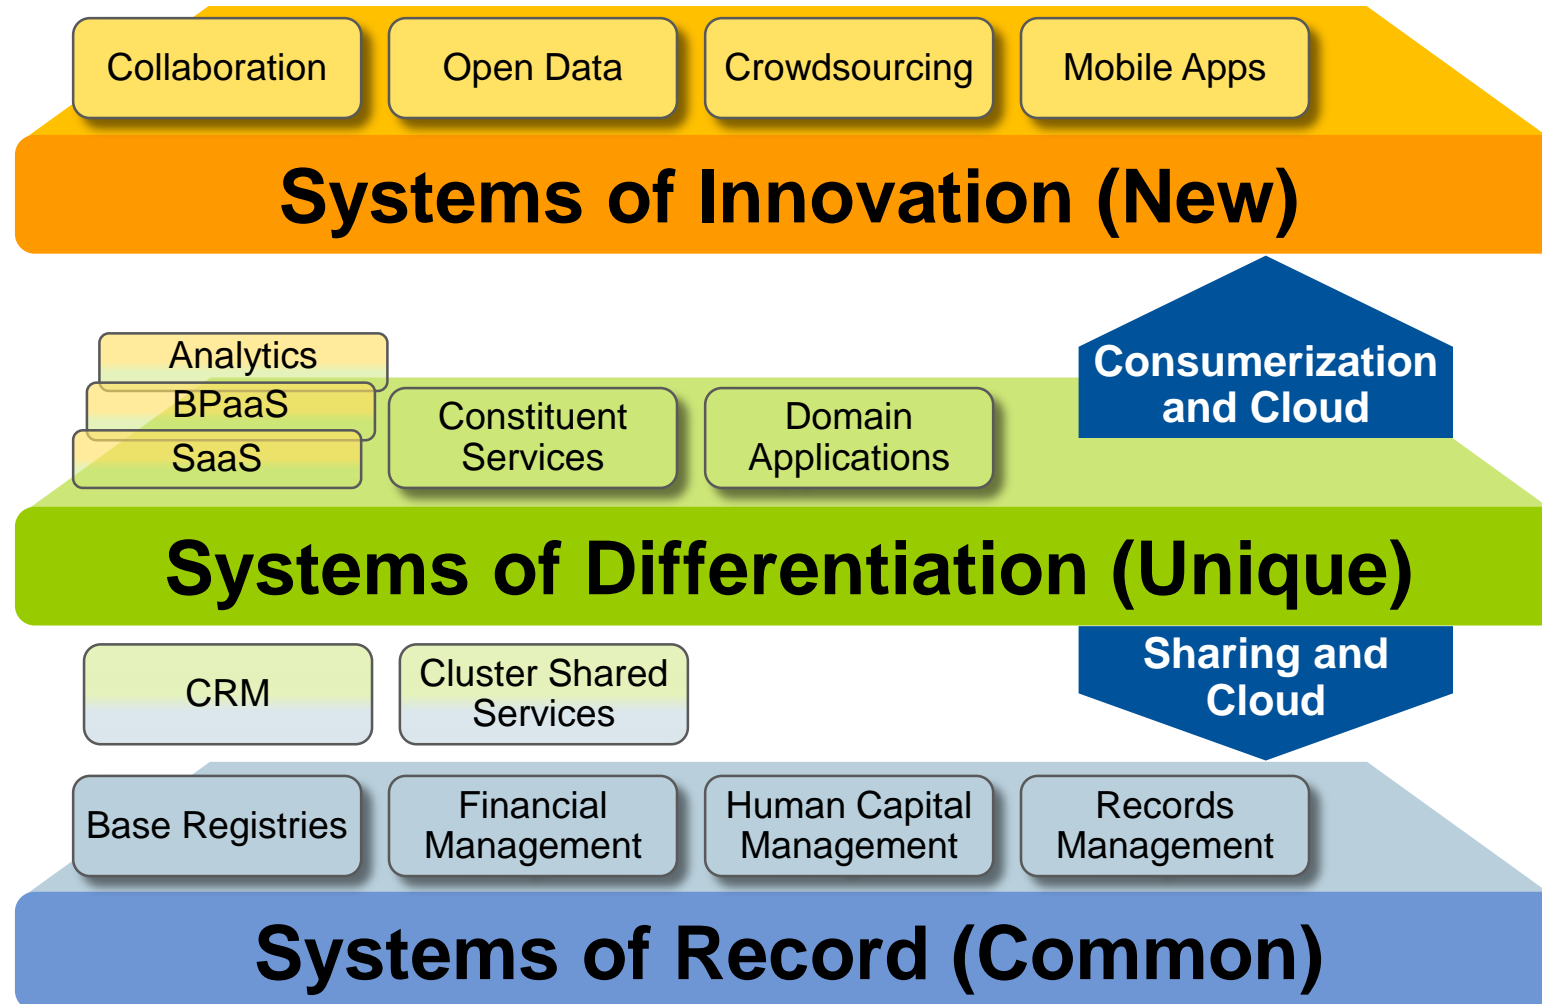 Collaboration
Open Data
Crowdsourcing
Mobile Apps
Systems of Innovation (New)
Analytics
BPaaS
SaaS
Constituent
Services
Domain
Applications
Consumerization
and Cloud
Systems of Differentiation (Unique)
CRM
Cluster Shared
Services
Sharing and
Cloud
Base Registries
Financial
Management
Human Capital
Management
Records
Management
Systems of Record (Common)